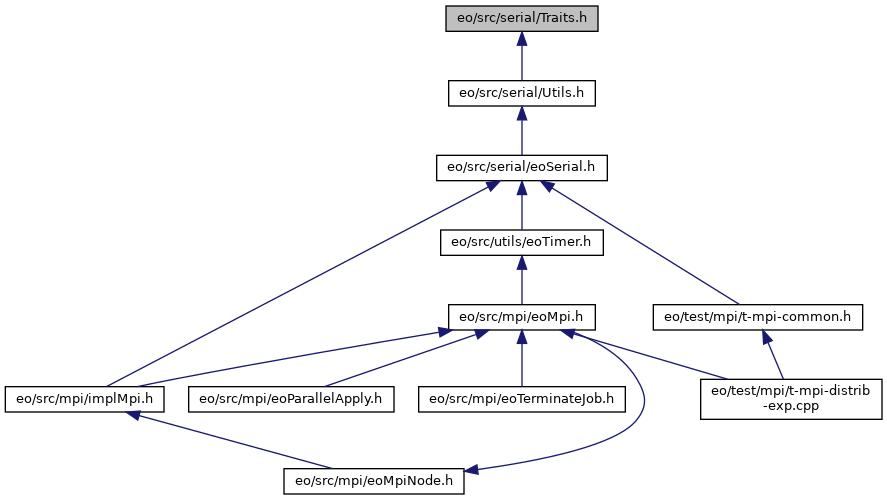 eo/src/serial/Traits.h
eo/src/serial/Utils.h
eo/src/serial/eoSerial.h
eo/src/utils/eoTimer.h
eo/src/mpi/eoMpi.h
eo/test/mpi/t-mpi-common.h
eo/src/mpi/implMpi.h
eo/src/mpi/eoParallelApply.h
eo/src/mpi/eoTerminateJob.h
eo/test/mpi/t-mpi-distrib
-exp.cpp
eo/src/mpi/eoMpiNode.h